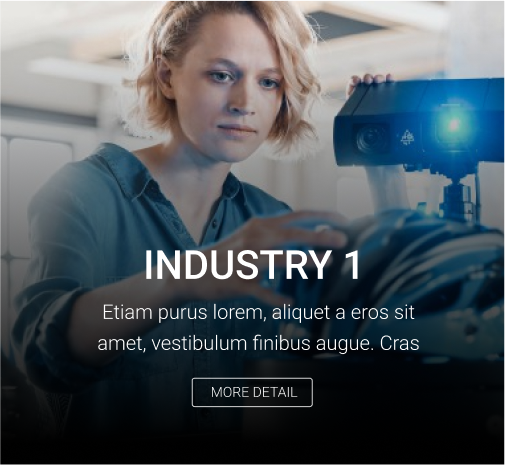 INDUSTRY 1
Etiam purus lorem, aliquet a eros sit
amet, vestibulum finibus augue. Cras
MORE DETAIL